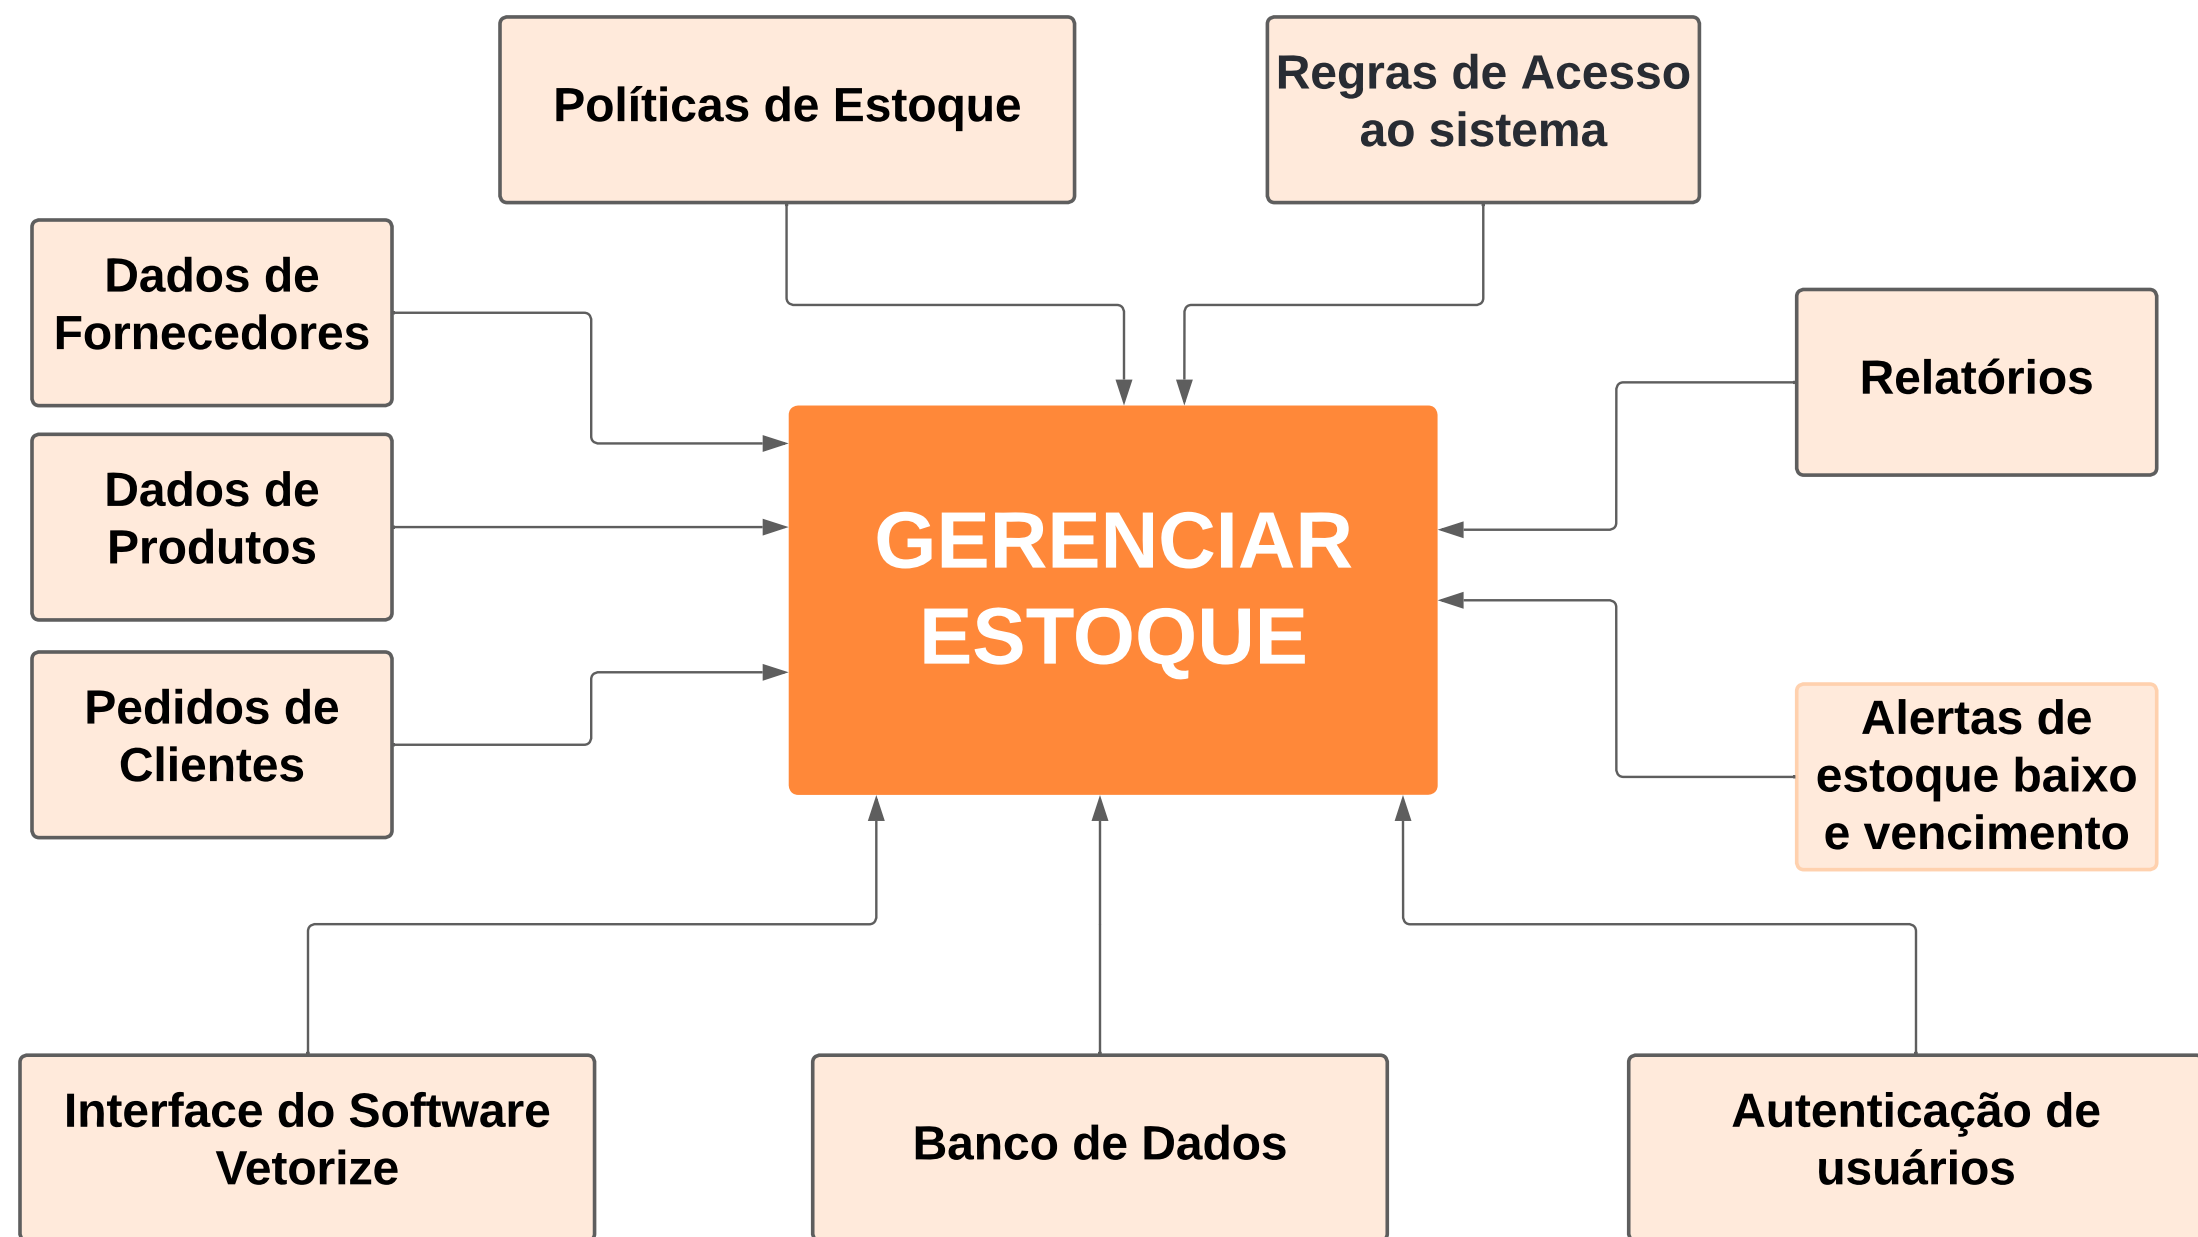 Políticas de Estoque
Regras de Acesso
ao sistema
Dados de
Fornecedores
Relatórios
Dados de
Produtos
GERENCIAR
ESTOQUE
Pedidos de
Clientes
Alertas de
estoque baixo
e vencimento
Interface do Software
Vetorize
Banco de Dados
Autenticação de
usuários